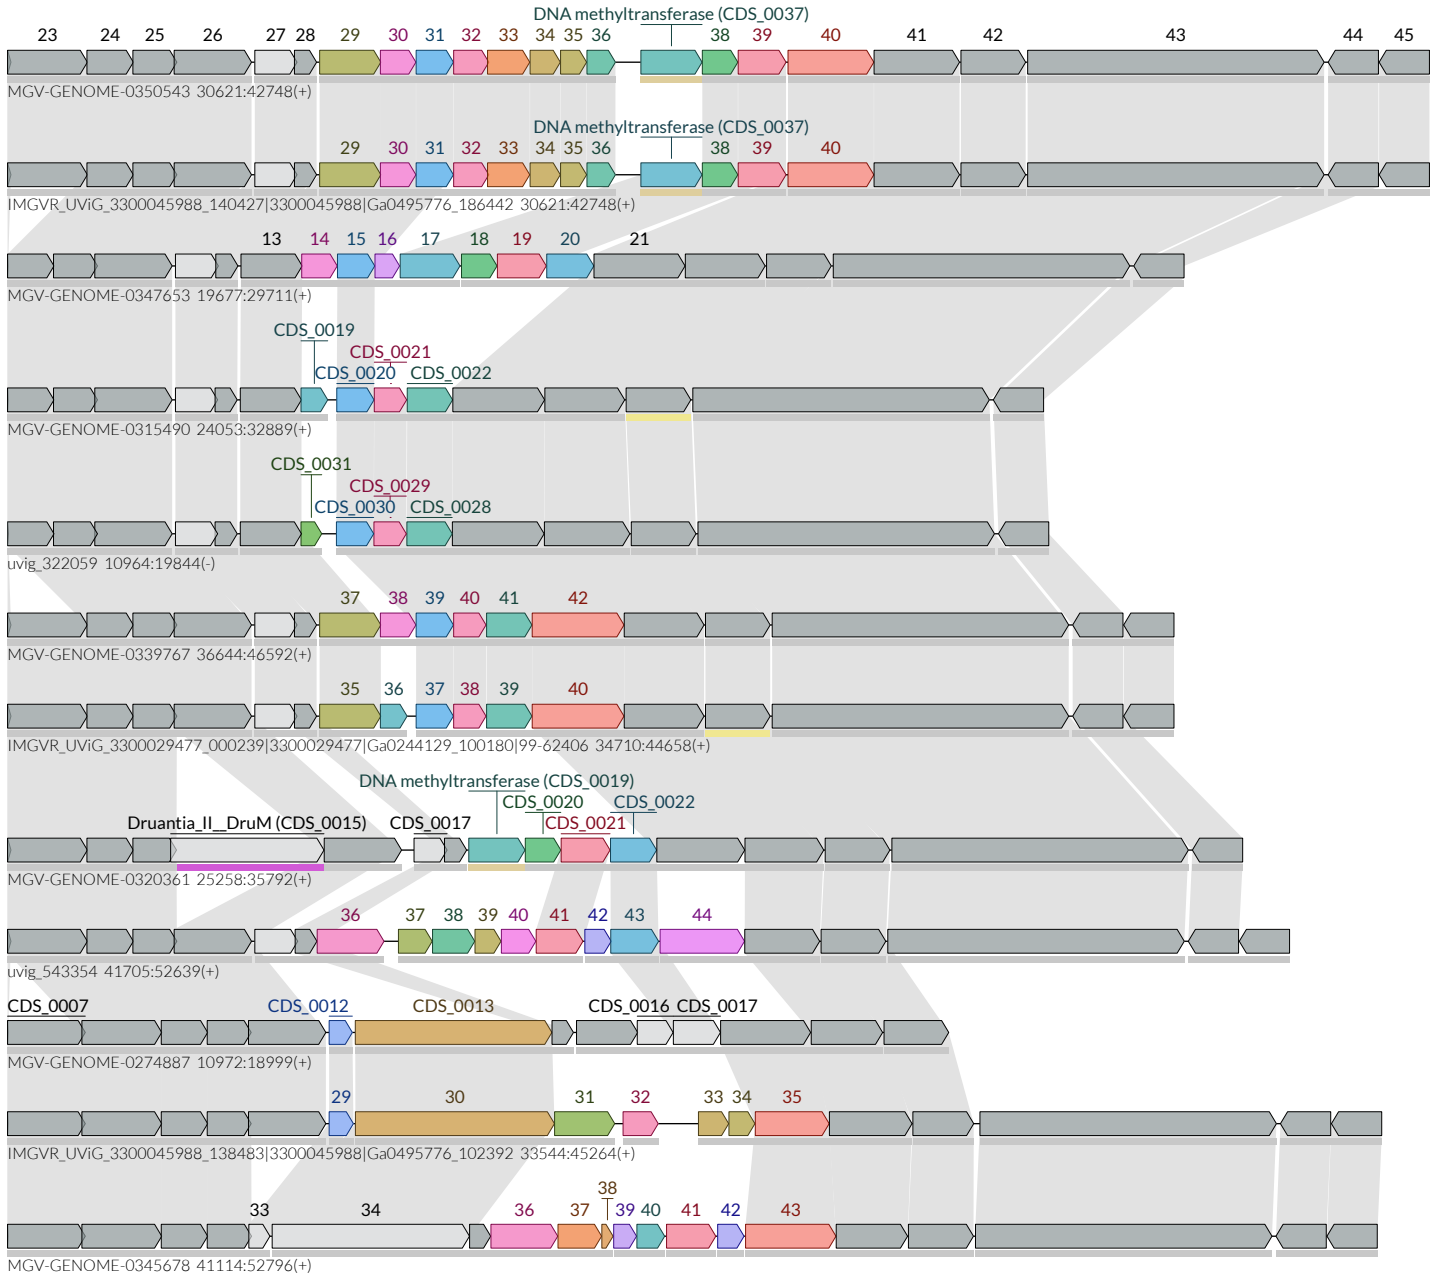 DNA methyltransferase (CDS_0037)
23 24 25 26 27 28 29 30 31 32 33 34 35 36 38 39 40 41 42 43 44 45
MGV-GENOME-0350543 30621:42748(+)
DNA methyltransferase (CDS_0037)
29 30 31 32 33 34 35 36 38 39 40
IMGVR_UViG_3300045988_140427|3300045988|Ga0495776_186442 30621:42748(+)
13 14 15 16 17 18 19 20 21
MGV-GENOME-0347653 19677:29711(+)
CDS_0019
CDS_0021
CDS_0020 CDS_0022
MGV-GENOME-0315490 24053:32889(+)
CDS_0031
CDS_0029
CDS_0030 CDS_0028
uvig_322059 10964:19844(-)
37 38 39 40 41 42
MGV-GENOME-0339767 36644:46592(+)
35 36 37 38 39 40
IMGVR_UViG_3300029477_000239|3300029477|Ga0244129_100180|99-62406 34710:44658(+)
DNA methyltransferase (CDS_0019)
CDS_0020 CDS_0022
Druantia_II__DruM (CDS_0015) CDS_0017 CDS_0021
MGV-GENOME-0320361 25258:35792(+)
36 37 38 39 40 41 42 43 44
uvig_543354 41705:52639(+)
CDS_0007 CDS_0012 CDS_0013 CDS_0016 CDS_0017
MGV-GENOME-0274887 10972:18999(+)
29 30 31 32 33 34 35
IMGVR_UViG_3300045988_138483|3300045988|Ga0495776_102392 33544:45264(+)
38
33 34 36 37 39 40 41 42 43
MGV-GENOME-0345678 41114:52796(+)